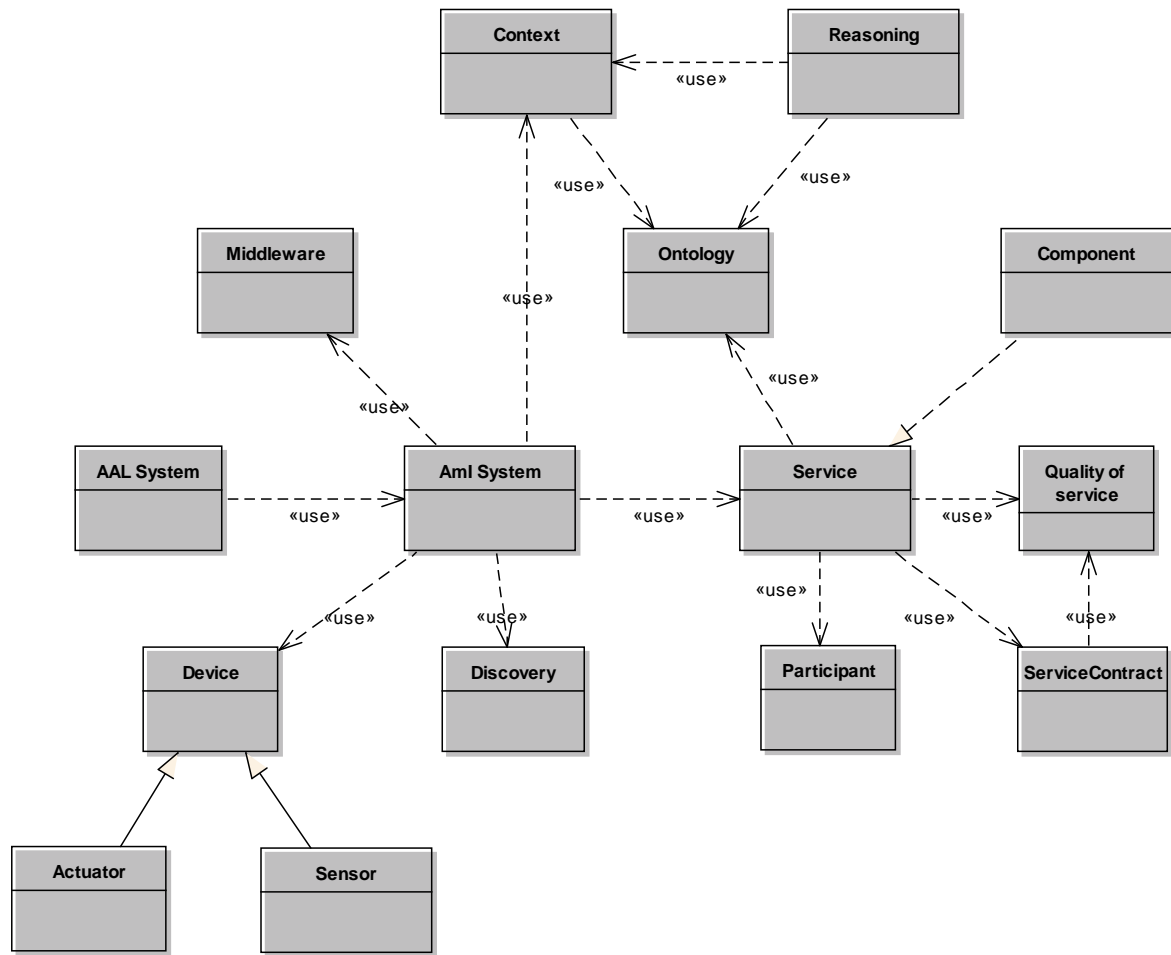 Context
Reasoning
«use»
«use»
«use»
Middleware
Ontology
Component
«use»
«use»
«use»
AAL System
AmI System
Service
Quality of
service
«use»
«use»
«use»
«use»
«use»
«use»
«use»
«use»
Device
Discovery
Participant
ServiceContract
Actuator
Sensor